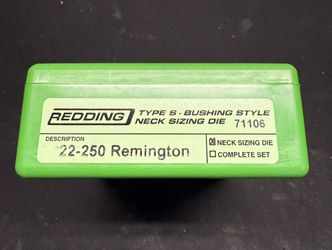 REDDING
TYPE S - BUSHING STYLE
NECK SIZING DIE 71106
DESCRIPTION
22-250 Remington
NECK SIZING DIE
COMPLETE SET